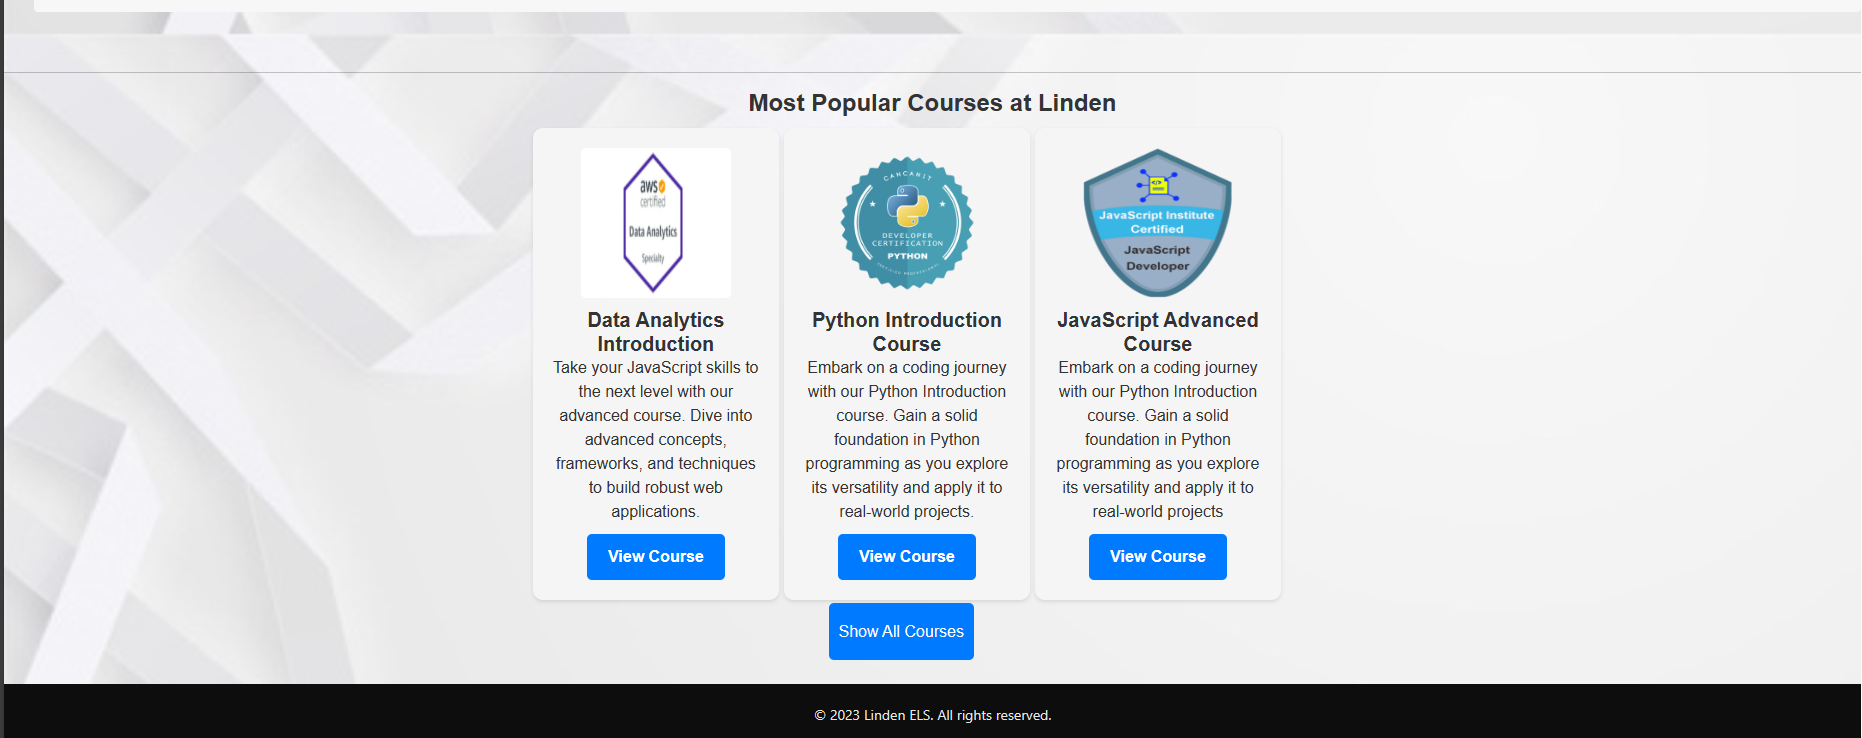 Most Popular Courses at Linden
aws
certified
Data Analytics
Specialty
Data Analytics
Introduction
Take your JavaScript skills to
the next level with our
advanced course. Dive into
advanced concepts,
frameworks, and techniques
to build robust web
applications.
View Course
CANCANIT
DEVELOPER
CERTIFICATION
PYTHON
CERTIFIED PROFESSIONAL
Python Introduction
Course
Embark on a coding journey
with our Python Introduction
course. Gain a solid
foundation in Python
programming as you explore
its versatility and apply it to
real-world projects.
View Course
</>
JavaScript Institute
Certified
JavaScript
Developer
JavaScript Advanced
Course
Embark on a coding journey
with our Python Introduction
course. Gain a solid
foundation in Python
programming as you explore
its versatility and apply it to
real-world projects
View Course
Show All Courses
© 2023 Linden ELS. All rights reserved.